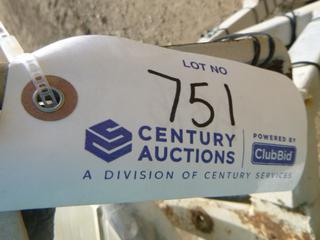 LOT NO
751
CENTURY
AUCTIONS
POWERED BY
ClubBid
A DIVISION OF CENTURY SERVICES